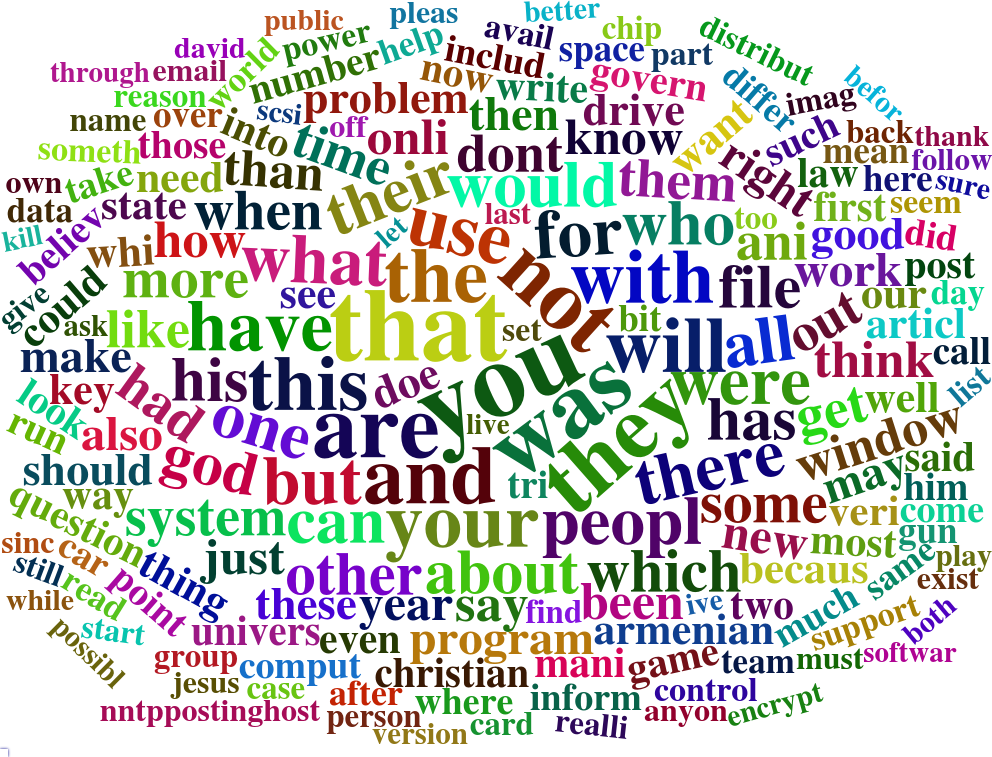 public pleas better
david power help avail chip distribut
through email world number includ space part
reason now write govern differ imag befor
name over scsi problem then drive want such back thank
someth those into off onli dont know mean follow
own take need than time their would them right law here sure
data state when use last for who too first seem
kill believ whi how what let the not with ani good did
give could more see file work post
ask like have that set bit will all out our day articl
make his this doe you was were think call
key had one are live they has get well list
look run also god but and there window may said
should way tri some veri him
question system can your peopl new most come gun
sinc car just other about which becaus same play exist
still read point thing these year say find been ive two much support both
while start univers even program armenian
possibl group comput christian mani game team must softwar
jesus case after where inform control
nntppostinghost person version card realli anyon encrypt